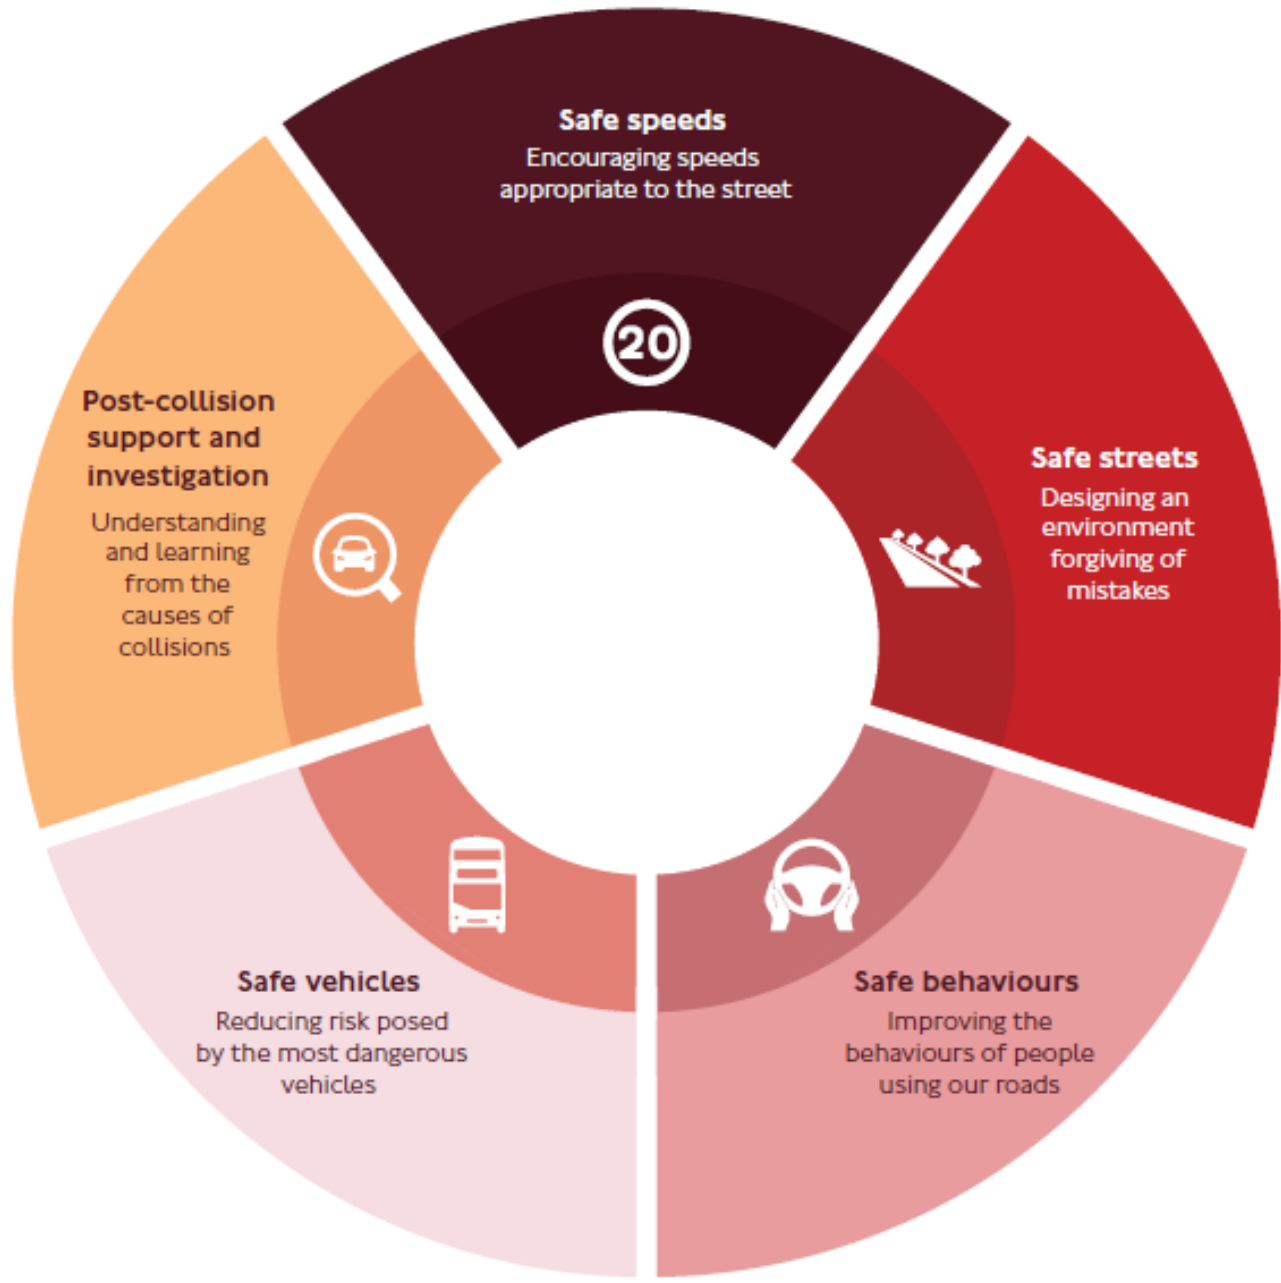 Safe speeds
Encouraging speeds
appropriate to the street
20
Safe streets
Designing an
environment
forgiving of
mistakes
Safe behaviours
Improving the
behaviours of people
using our roads
Safe vehicles
Reducing risk posed
by the most dangerous
vehicles
Post-collision
support and
investigation
Understanding
and learning
from the
causes of
collisions